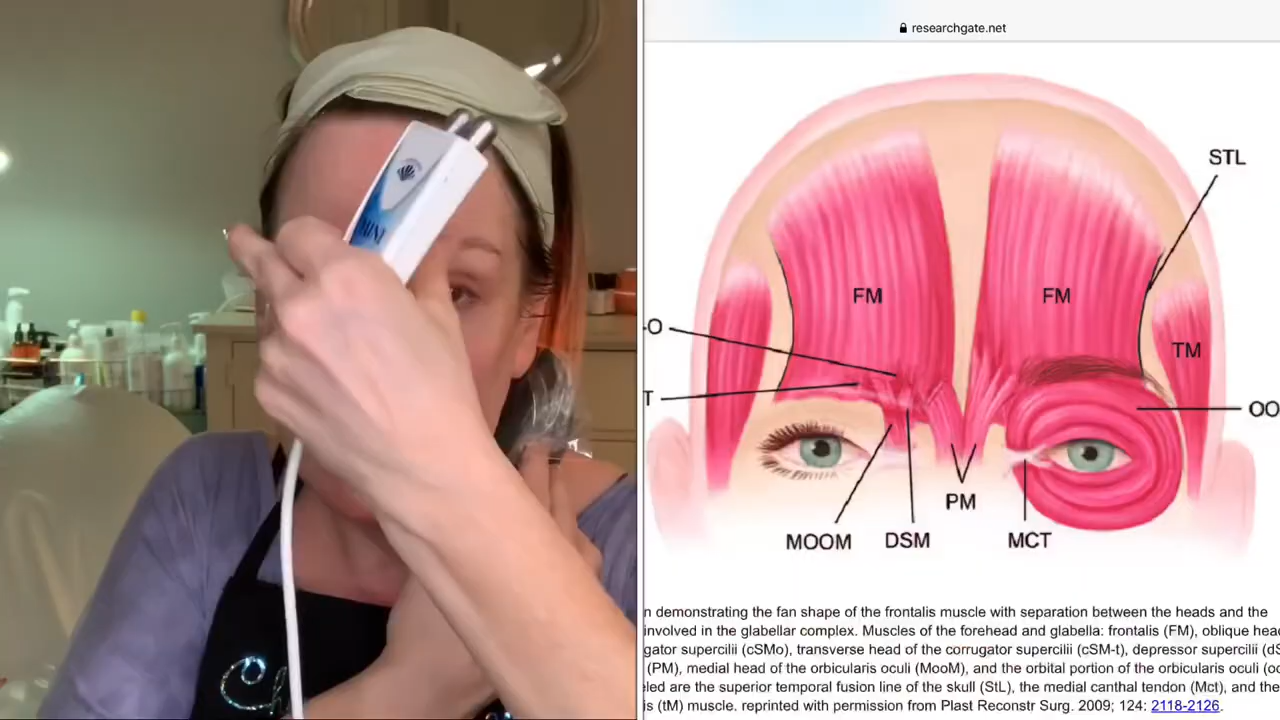 MINI
Ch
researchgate.net
STL
FM
FM
-O
TM
T
OO
PM
MOOM
DSM
MCT
n demonstrating the fan shape of the frontalis muscle with separation between the heads and the
involved in the glabellar complex. Muscles of the forehead and glabella: frontalis (FM), oblique hea
gator supercilii (cSMo), transverse head of the corrugator supercilii (cSM-t), depressor supercilii (dS
(PM), medial head of the orbicularis oculi (MooM), and the orbital portion of the orbicularis oculi (oo
led are the superior temporal fusion line of the skull (StL), the medial canthal tendon (Mct), and the
is (tM) muscle. reprinted with permission from Plast Reconstr Surg. 2009; 124: 2118-2126.